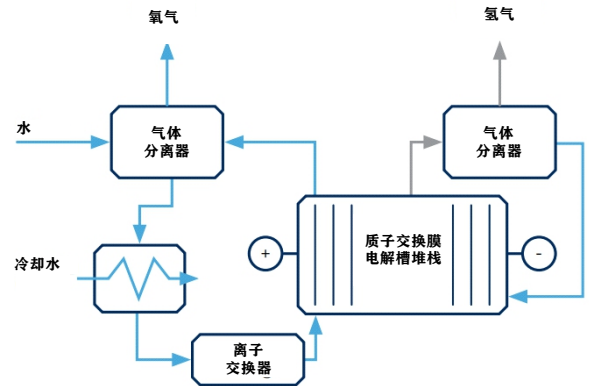 氧气
氢气
水
气体
分离器
气体
分离器
质子交换膜
电解槽堆栈
+
-
冷却水
离子
交换器